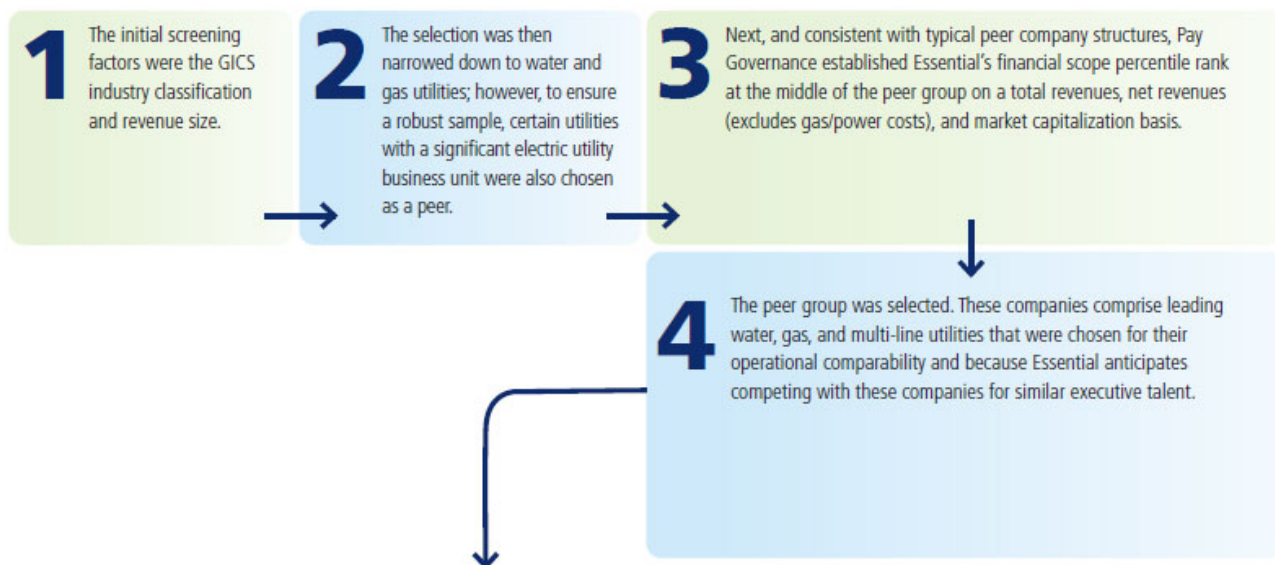 1
The initial screening
factors were the GICS
industry classification
and revenue size.
2
The selection was then
narrowed down to water and
gas utilities; however, to ensure
a robust sample, certain utilities
with a significant electric utility
business unit were also chosen
as a peer.
3
Next, and consistent with typical peer company structures, Pay
Governance established Essential’s financial scope percentile rank
at the middle of the peer group on a total revenues, net revenues
(excludes gas/power costs), and market capitalization basis.
4
The peer group was selected. These companies comprise leading
water, gas, and multi-line utilities that were chosen for their
operational comparability and because Essential anticipates
competing with these companies for similar executive talent.